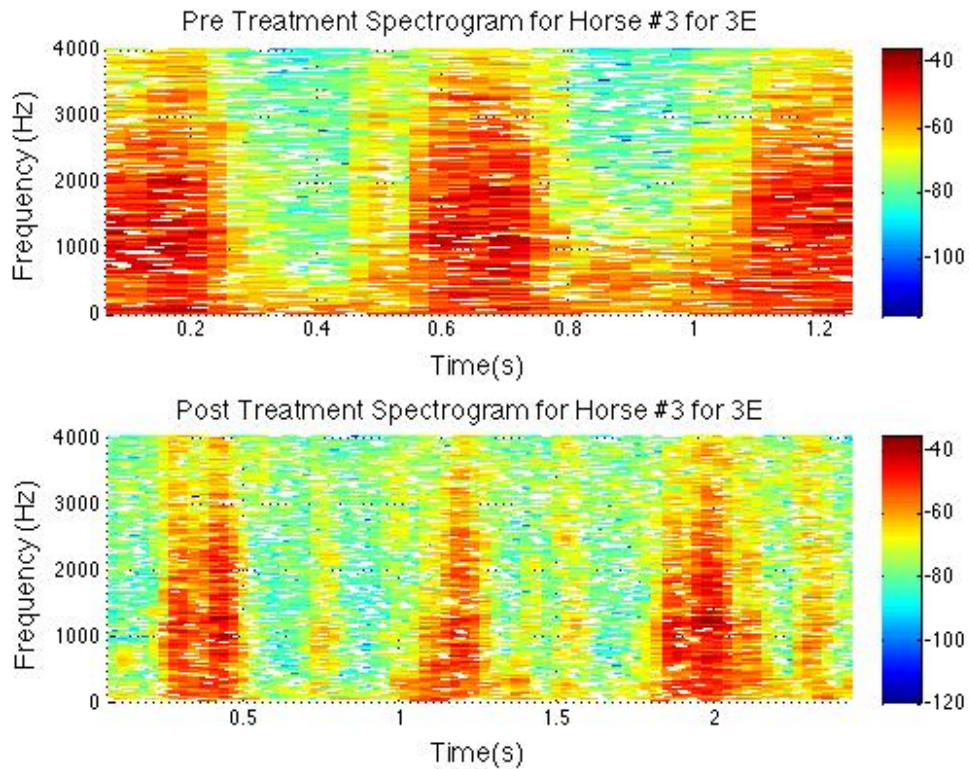 Pre Treatment Spectrogram for Horse #3 for 3E
4000
3000
2000
1000
0
Frequency (Hz)
0.2 0.4 0.6 0.8 1 1.2
Time(s)
-40
-60
-80
-100
Post Treatment Spectrogram for Horse #3 for 3E
4000
3000
2000
1000
0
Frequency (Hz)
0.5 1 1.5 2
Time(s)
-40
-60
-80
-100
-120